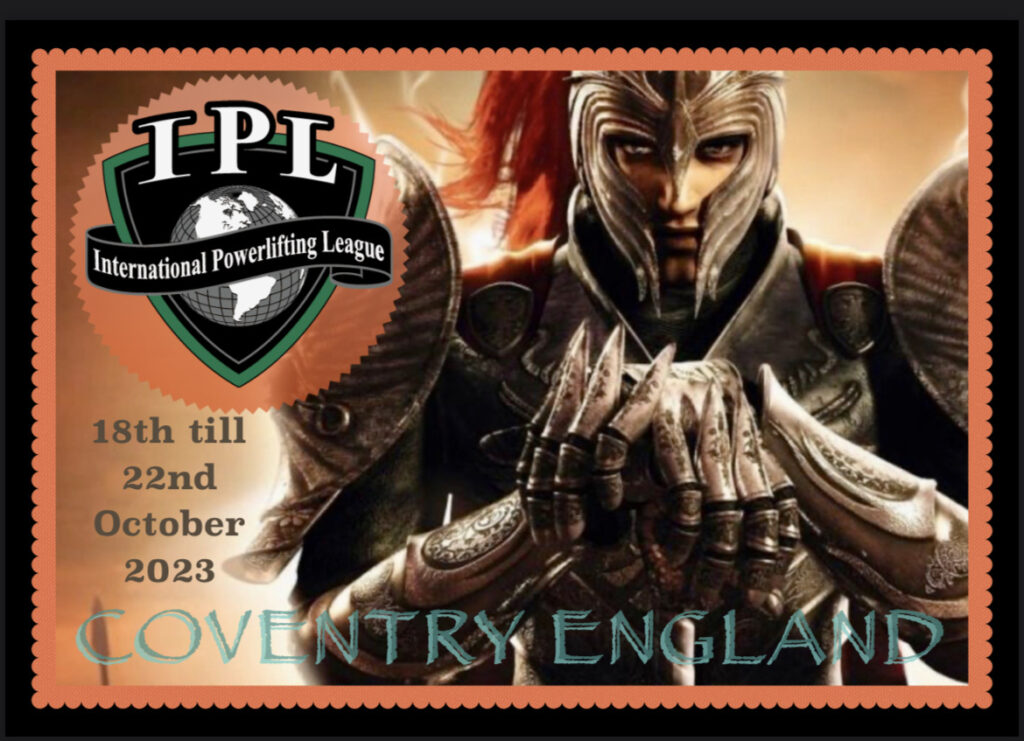 IPL
International Powerlifting League
18th till
22nd
October
2023
COVENTRY ENGLAND